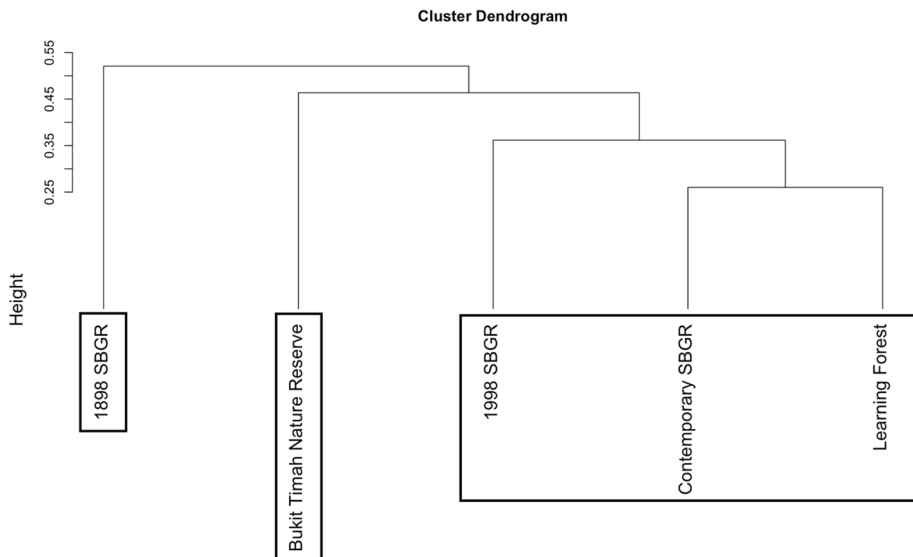 Cluster Dendrogram
0.55
0.45
0.35
0.25
Height
1898 SBGR
Bukit Timah Nature Reserve
1998 SBGR
Contemporary SBGR
Learning Forest